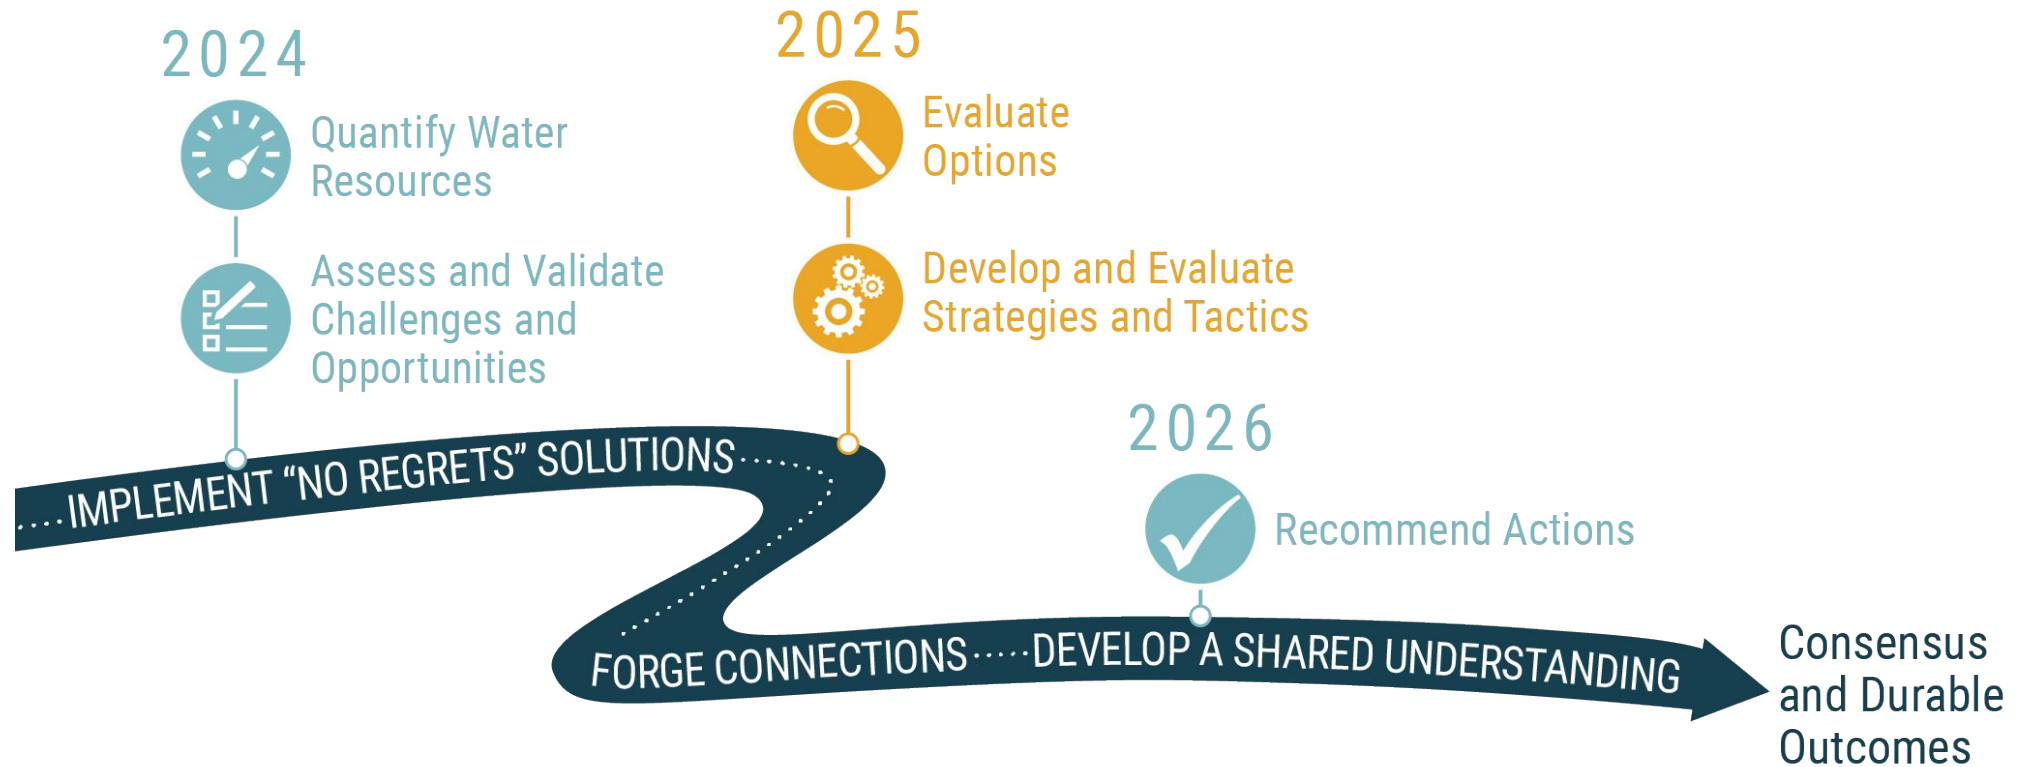 2024
Quantify Water
Resources
Assess and Validate
Challenges and
Opportunities
2025
Evaluate
Options
Develop and Evaluate
Strategies and Tactics
2026
Recommend Actions
IMPLEMENT “NO REGRETS” SOLUTIONS
FORGE CONNECTIONS ..... DEVELOP A SHARED UNDERSTANDING
Consensus
and Durable
Outcomes